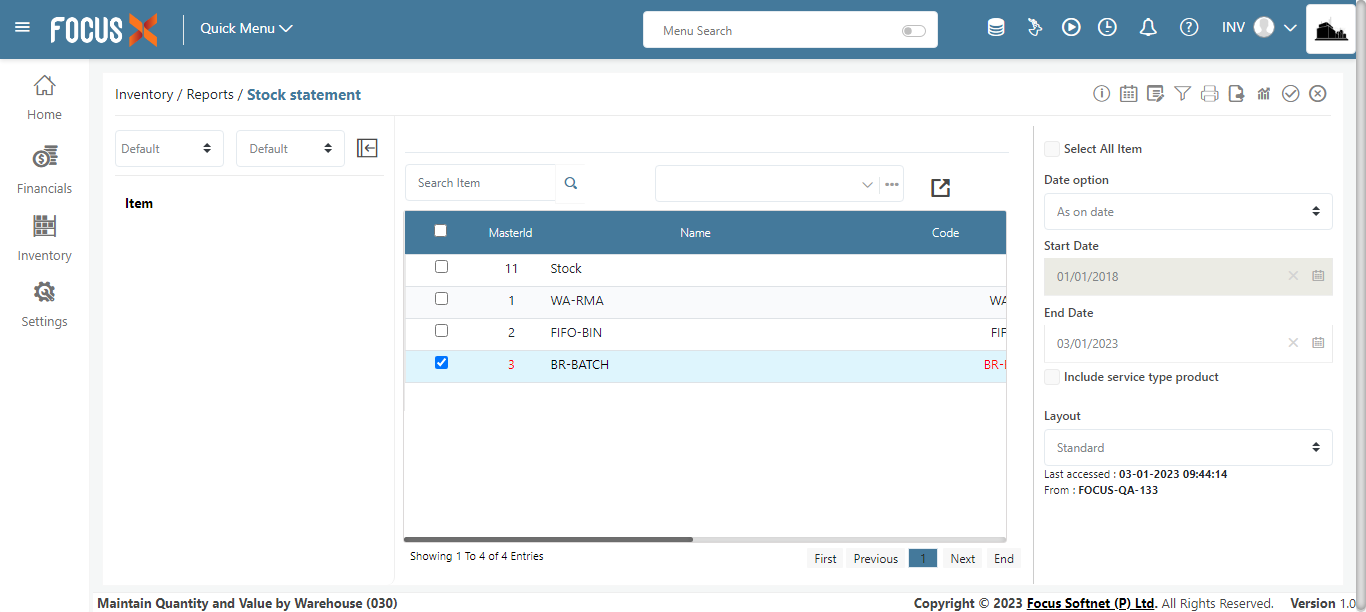 FOCUS X
Quick Menu
Menu Search
INV
Home
Financials
Inventory
Settings
Inventory / Reports / Stock statement
Default
Default
Item
Search Item
MasterId Name Code
11 Stock
1 WA-RMA WA
2 FIFO-BIN FIF
3 BR-BATCH BR-
Showing 1 To 4 of 4 Entries
First Previous 1 Next End
Select All Item
Date option
As on date
Start Date
01/01/2018
End Date
03/01/2023
Include service type product
Layout
Standard
Last accessed : 03-01-2023 09:44:14
From : FOCUS-QA-133
Maintain Quantity and Value by Warehouse (030)
Copyright © 2023 Focus Softnet (P) Ltd. All Rights Reserved. Version 1.0